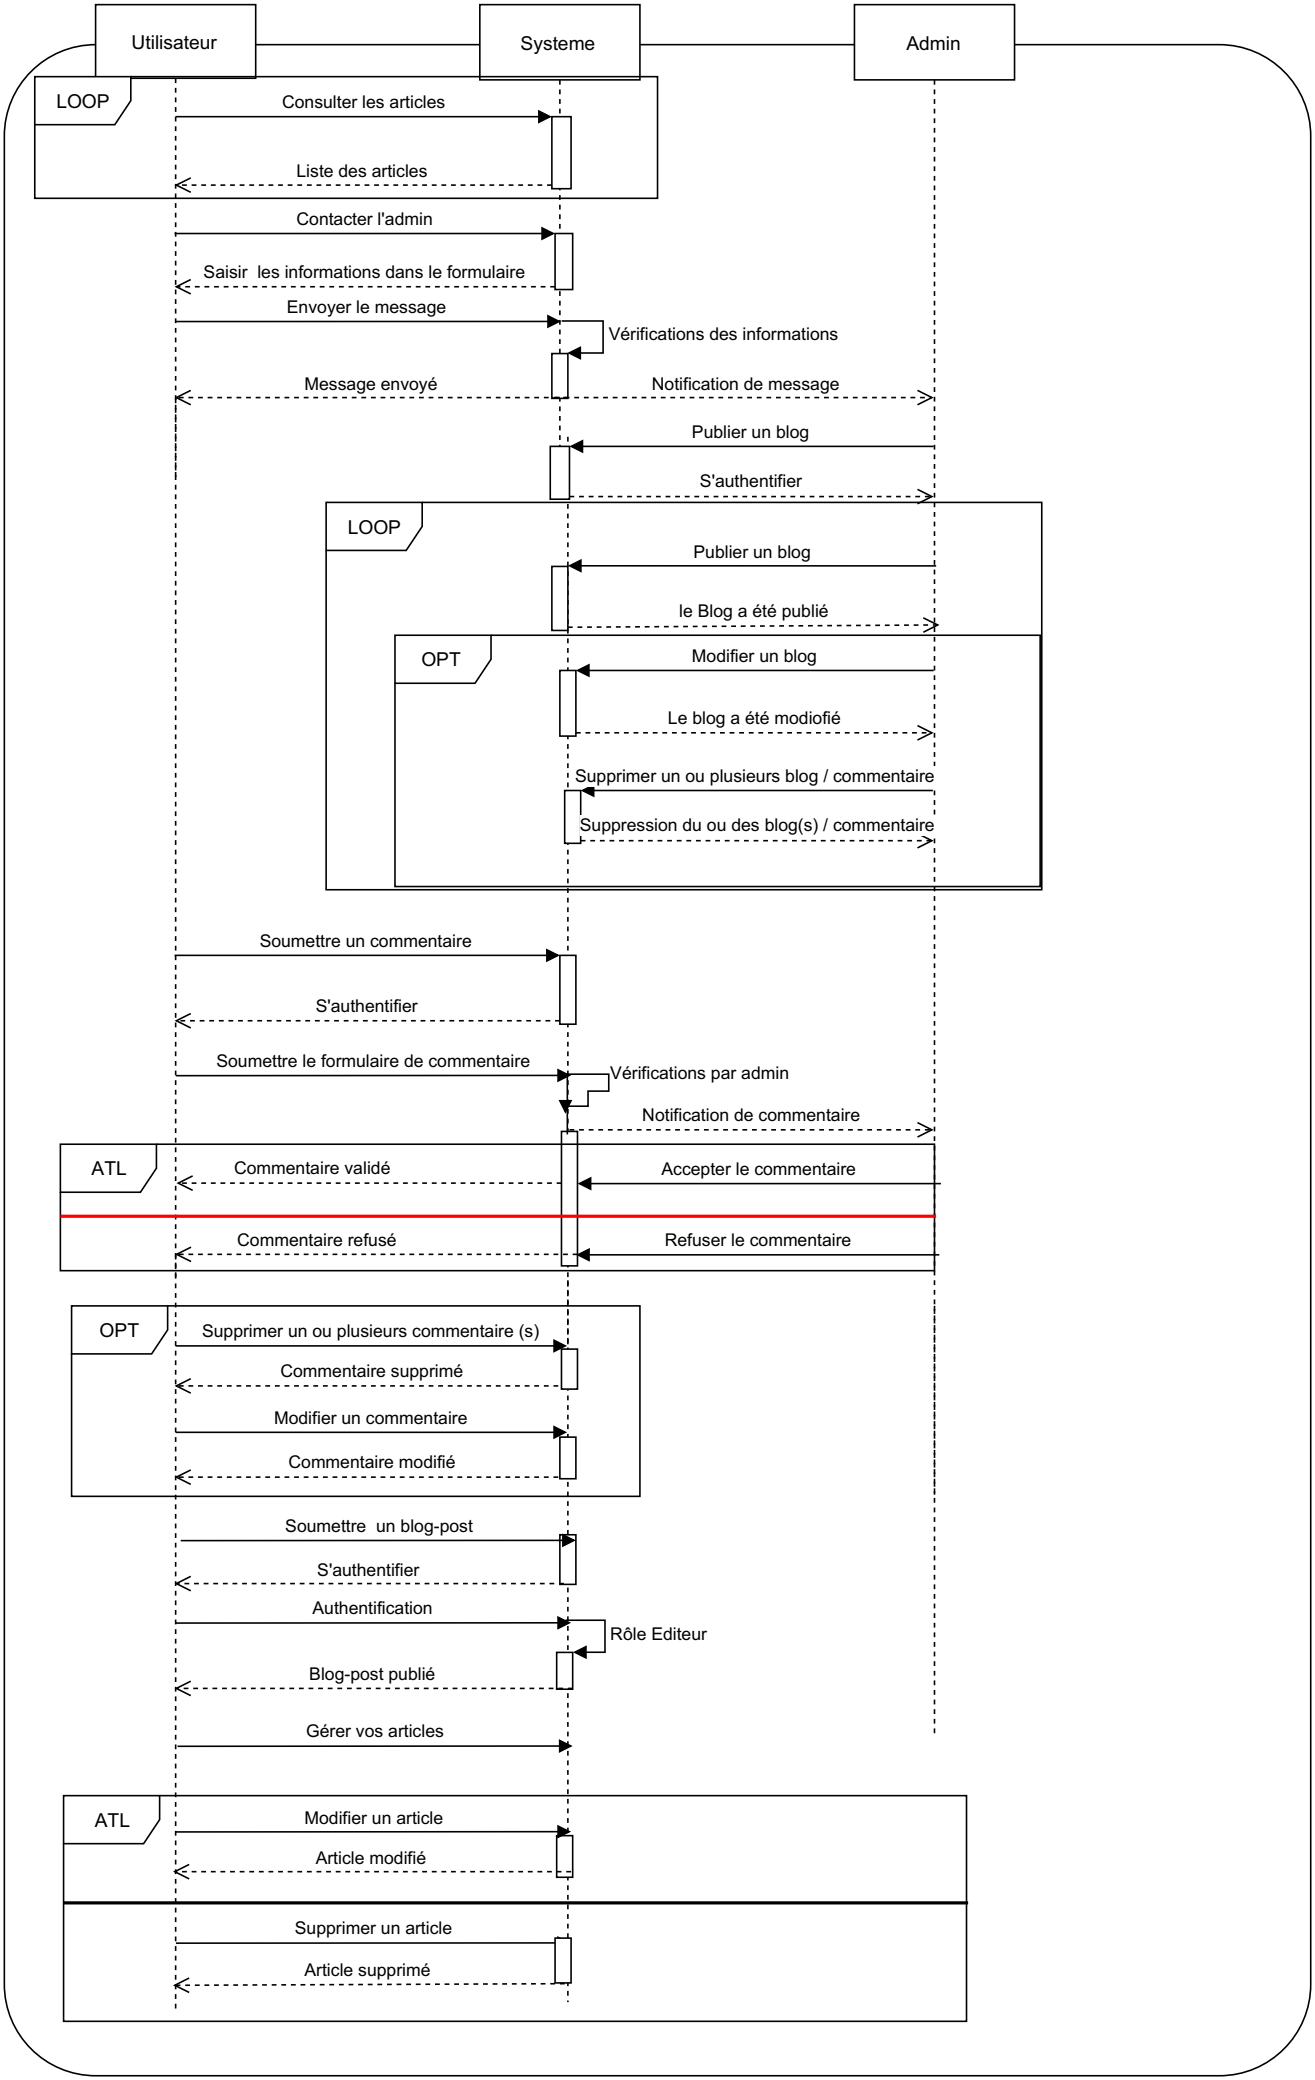 Utilisateur
Systeme
Admin
LOOP
Consulter les articles
Liste des articles
Contacter l'admin
Saisir  les informations dans le formulaire
Envoyer le message
Vérifications des informations
Message envoyé
Notification de message
Publier un blog
S'authentifier
LOOP
Publier un blog
le Blog a été publié
OPT
Modifier un blog
Le blog a été modiofié
Supprimer un ou plusieurs blog / commentaire
Suppression du ou des blog(s) / commentaire
Soumettre un commentaire
S'authentifier
Soumettre le formulaire de commentaire
Vérifications par admin
Notification de commentaire
ATL
Commentaire validé
Accepter le commentaire
Commentaire refusé
Refuser le commentaire
OPT
Supprimer un ou plusieurs commentaire (s)
Commentaire supprimé
Modifier un commentaire
Commentaire modifié
Soumettre  un blog-post
S'authentifier
Authentification
Rôle Editeur
Blog-post publié
Gérer vos articles
ATL
Modifier un article
Article modifié
Supprimer un article
Article supprimé